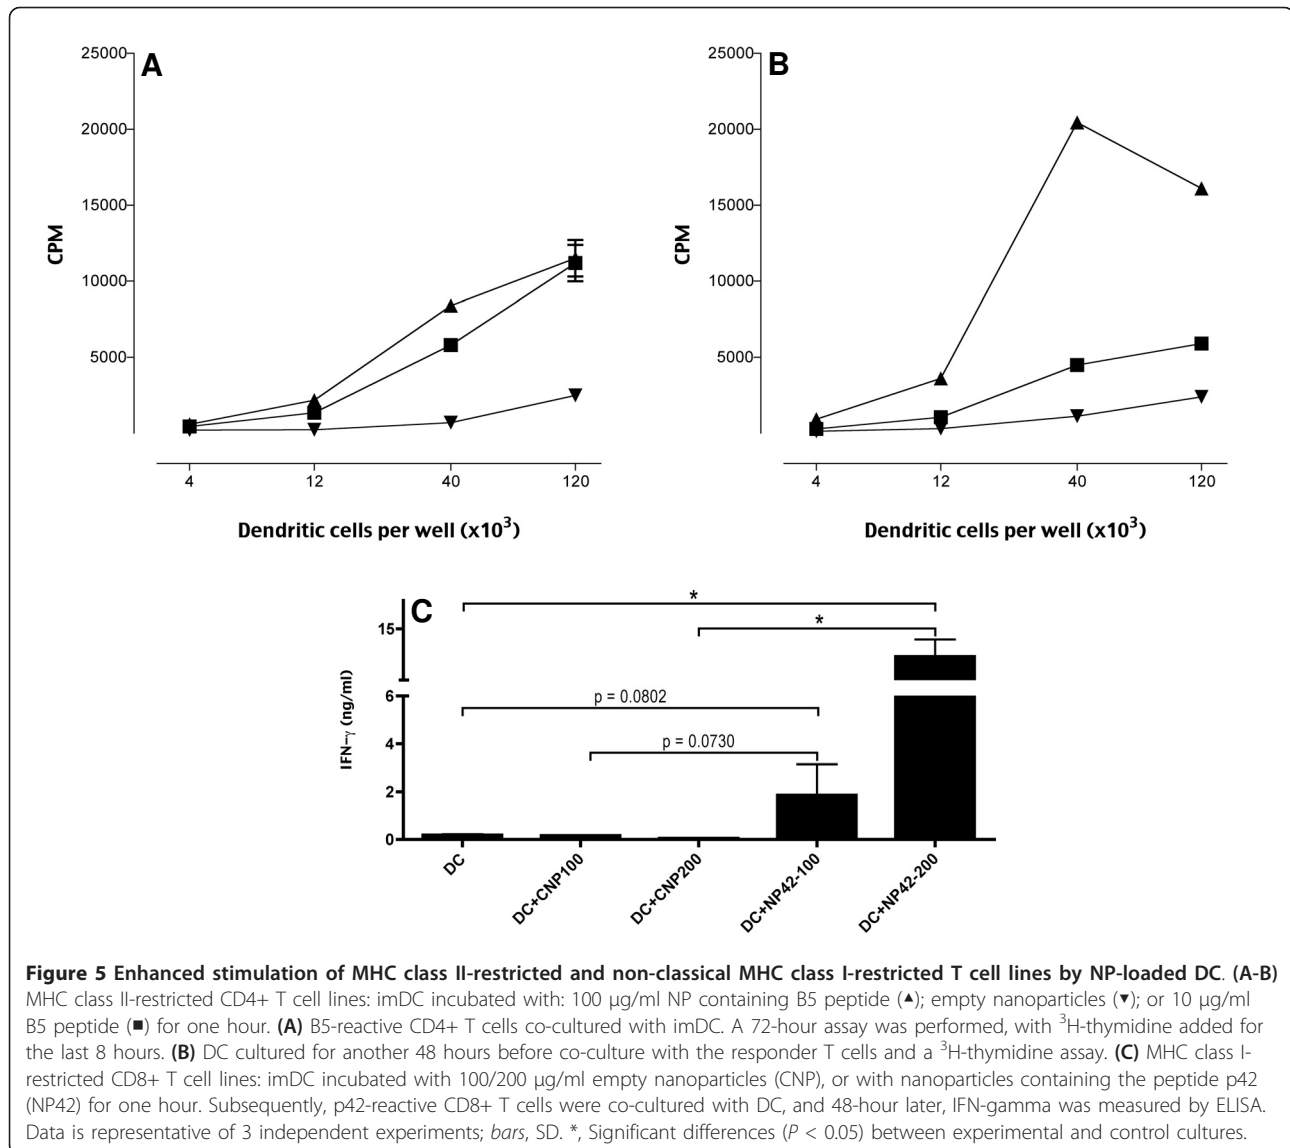 A
B
25000
20000
15000
10000
5000
CPM
4 12 40 120
Dendritic cells per well (x10³)
25000
20000
15000
10000
5000
CPM
4 12 40 120
Dendritic cells per well (x10³)
C
*
*
15
6
4
2
0
IFN-γ (ng/ml)
p = 0.0802
p = 0.0730
DC
DC+CNP100
DC+CNP200
DC+NP42-100
DC+NP42-200
Figure 5 Enhanced stimulation of MHC class II-restricted and non-classical MHC class I-restricted T cell lines by NP-loaded DC. (A-B)
MHC class II-restricted CD4+ T cell lines: imDC incubated with: 100 μg/ml NP containing B5 peptide (▲); empty nanoparticles (▼); or 10 μg/ml
B5 peptide (■) for one hour. (A) B5-reactive CD4+ T cells co-cultured with imDC. A 72-hour assay was performed, with ³H-thymidine added for
the last 8 hours. (B) DC cultured for another 48 hours before co-culture with the responder T cells and a ³H-thymidine assay. (C) MHC class I-
restricted CD8+ T cell lines: imDC incubated with 100/200 μg/ml empty nanoparticles (CNP), or with nanoparticles containing the peptide p42
(NP42) for one hour. Subsequently, p42-reactive CD8+ T cells were co-cultured with DC, and 48-hour later, IFN-gamma was measured by ELISA.
Data is representative of 3 independent experiments; bars, SD. *, Significant differences (P < 0.05) between experimental and control cultures.